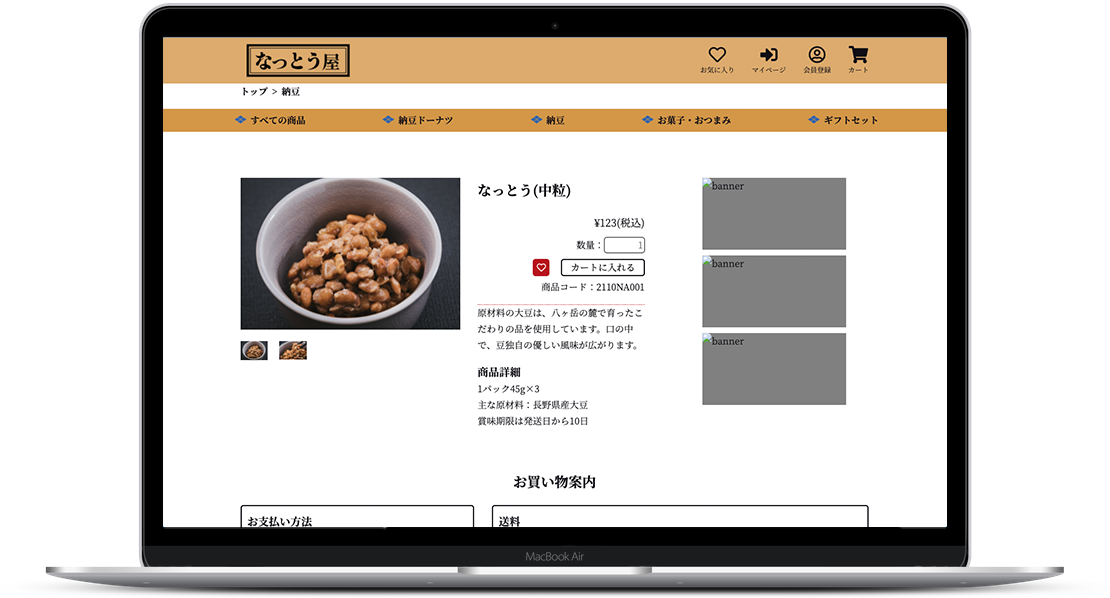 なっとう屋
お気に入り
マイページ
会員登録
カート
トップ > 納豆
すべての商品
納豆ドーナツ
納豆
お菓子・おつまみ
ギフトセット
なっとう(中粒)
¥123(税込)
数量：1
カートに入れる
商品コード：2110NA001
原材料の大豆は、八ヶ岳の麓で育ったこ
だわりの品を使用しています。口の中
で、豆独自の優しい風味が広がります。
商品詳細
1パック45g×3
主な原材料：長野県産大豆
賞味期限は発送日から10日
banner
banner
banner
お買い物案内
お支払い方法
送料
MacBook Air